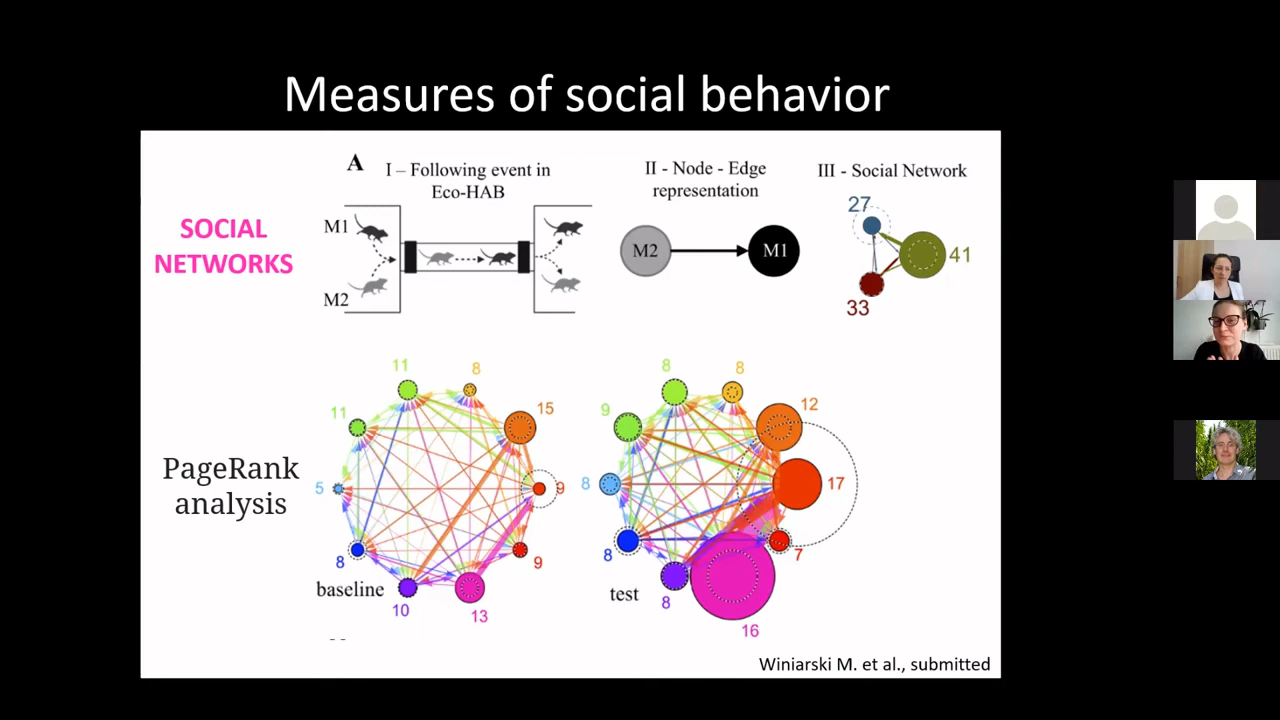 Measures of social behavior
A
I – Following event in
Eco-HAB
II - Node - Edge
representation
III - Social Network
SOCIAL
NETWORKS
M1
M2
M2
M1
27
41
33
PageRank
analysis
11
8
15
11
5
9
8
9
10
13
baseline
8
8
12
9
17
8
8
7
8
16
test
Winiarski M. et al., submitted